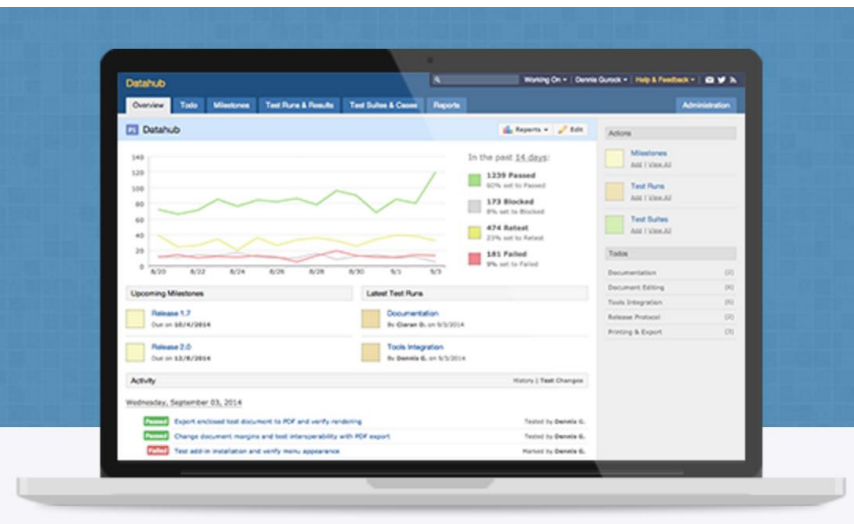 Datahub
Working On Dennis Gurock Help & Feedback
Overview Todo Milestones Test Runs & Results Test Suites & Cases Reports Administration
Datahub Reports Edit
In the past 14 days:
140
120
100
80
60
40
20
0
8/20 8/22 8/24 8/26 8/28 8/30 9/1 9/3
1239 Passed
60% set to Passed
173 Blocked
8% set to Blocked
474 Retest
23% set to Retest
181 Failed
9% set to Failed
Upcoming Milestones
Release 1.7
Due on 10/4/2014
Release 2.0
Due on 12/6/2014
Latest Test Runs
Documentation
By Ciaran D. on 9/3/2014
Tools Integration
By Dennis G. on 9/3/2014
Activity
History | Test Changes
Wednesday, September 03, 2014
Passed Export enclosed test document to PDF and verify rendering Tested by Dennis G.
Passed Change document margins and test interoperability with PDF export Tested by Dennis G.
Failed Test add-in installation and verify menu appearance Marked by Dennis G.
Actions
Milestones
Add | View All
Test Runs
Add | View All
Test Suites
Add | View All
Todos
Documentation
Document Editing
Tools Integration
Release Protocol
Printing & Export